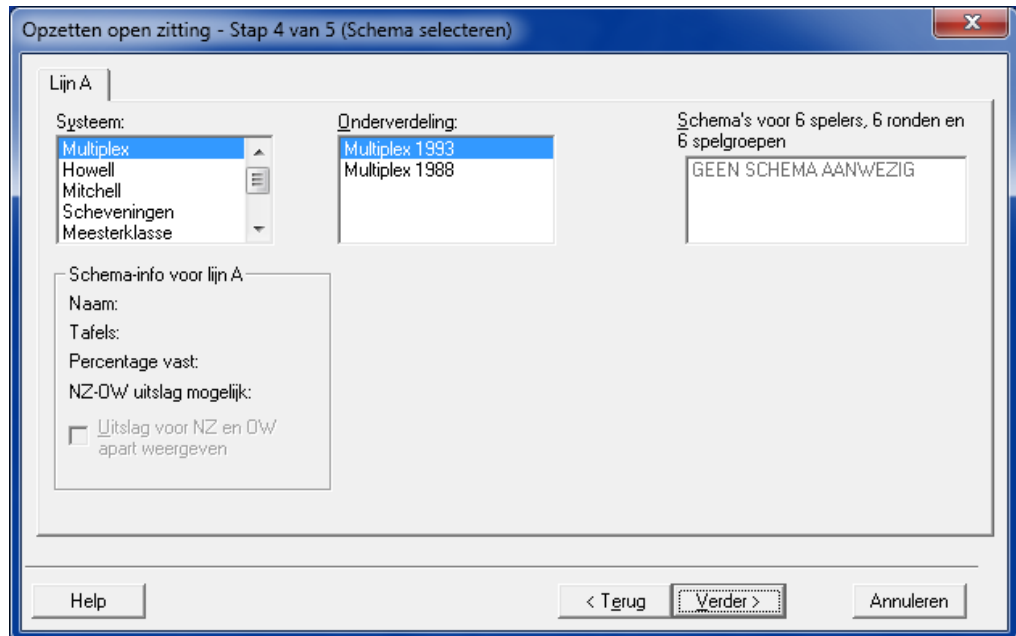 Opzetten open zitting - Stap 4 van 5 (Schema selecteren)
Lijn A
Systeem:
Multiplex
Howell
Mitchell
Scheveningen
Meesterklasse
Onderverdeling:
Multiplex 1993
Multiplex 1988
Schema's voor 6 spelers, 6 ronden en
6 spelgroepen
GEEN SCHEMA AANWEZIG
Schema-info voor lijn A
Naam:
Tafels:
Percentage vast:
NZ-OW uitslag mogelijk:
Uitslag voor NZ en OW
apart weergeven
Help
< Terug
Verder >
Annuleren